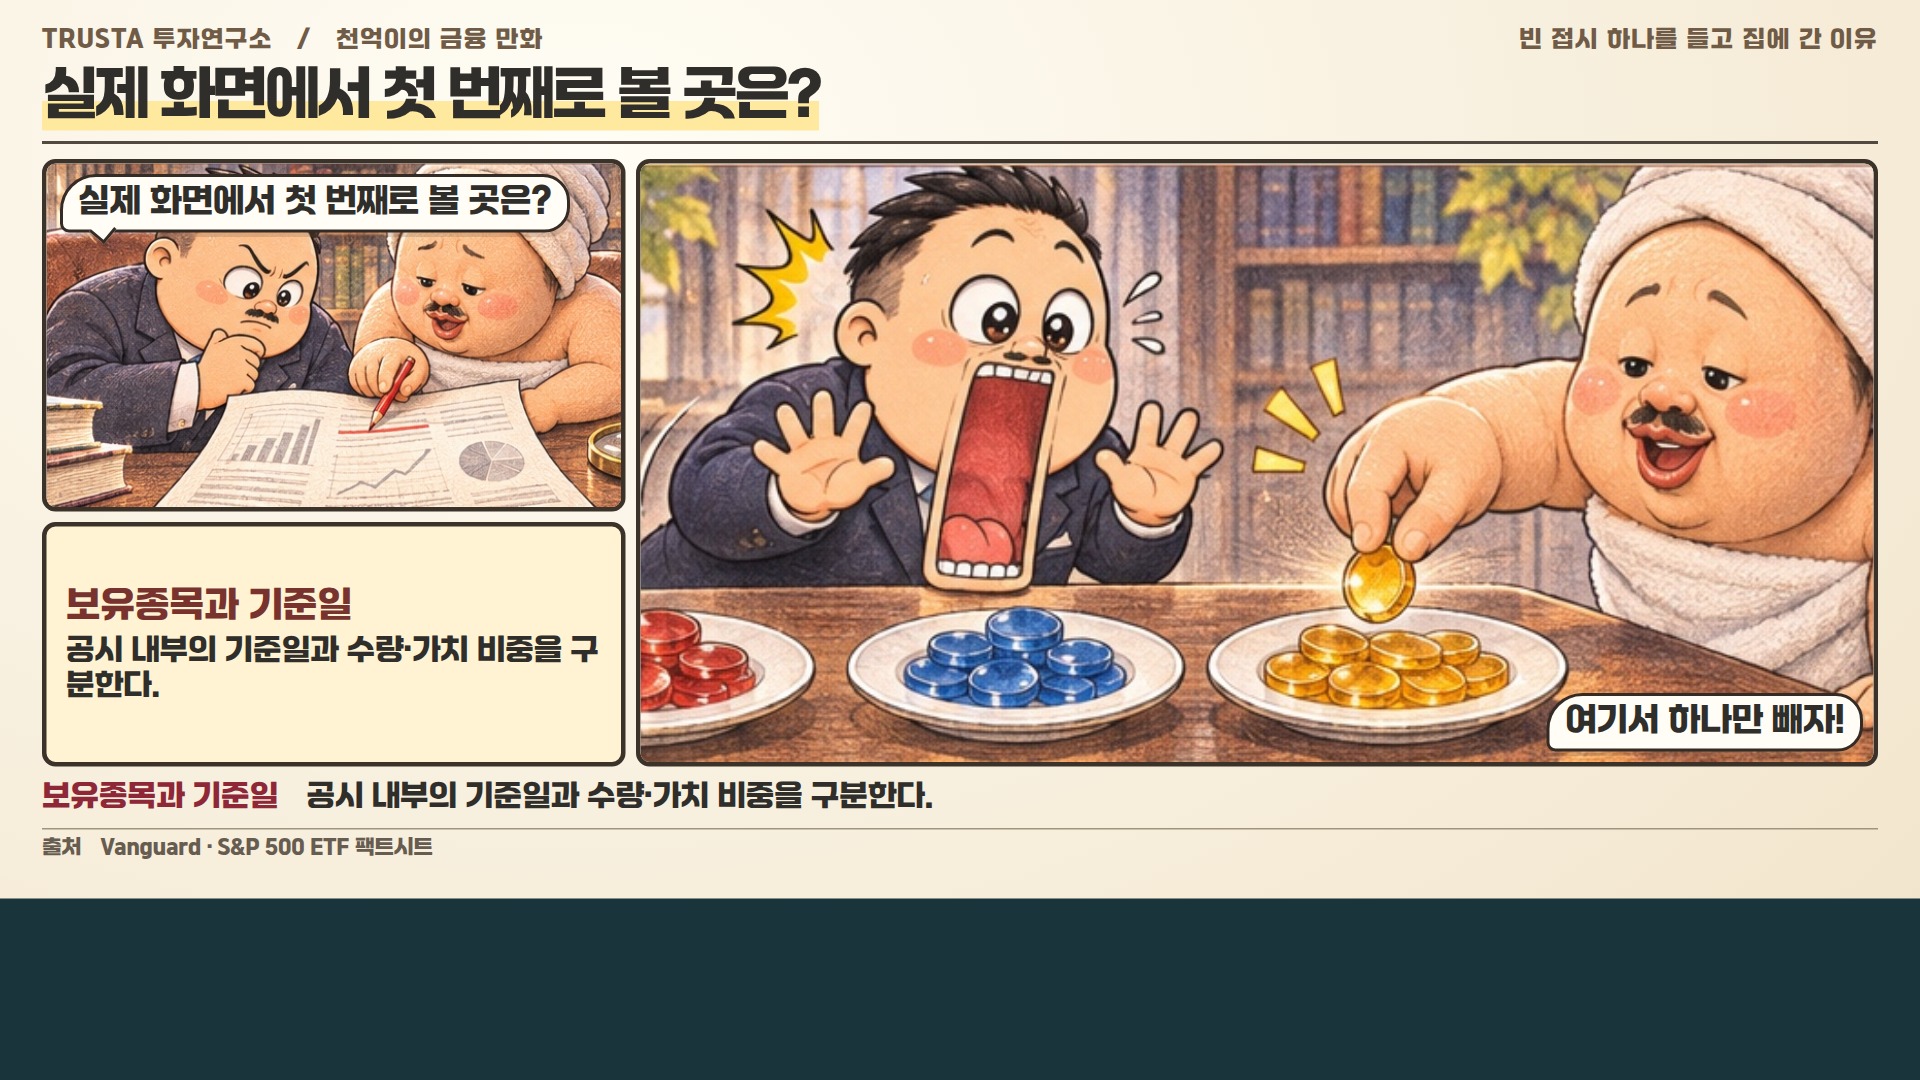 TRUSTA 투자연구소 / 천억이의 금융 만화
빈 접시 하나를 들고 집에 간 이유
실제 화면에서 첫 번째로 볼 곳은?
실제 화면에서 첫 번째로 볼 곳은?
보유종목과 기준일
공시 내부의 기준일과 수량·가치 비중을 구
분한다.
여기서 하나만 빼자!
보유종목과 기준일 공시 내부의 기준일과 수량·가치 비중을 구분한다.
출처 Vanguard · S&P 500 ETF 팩트시트